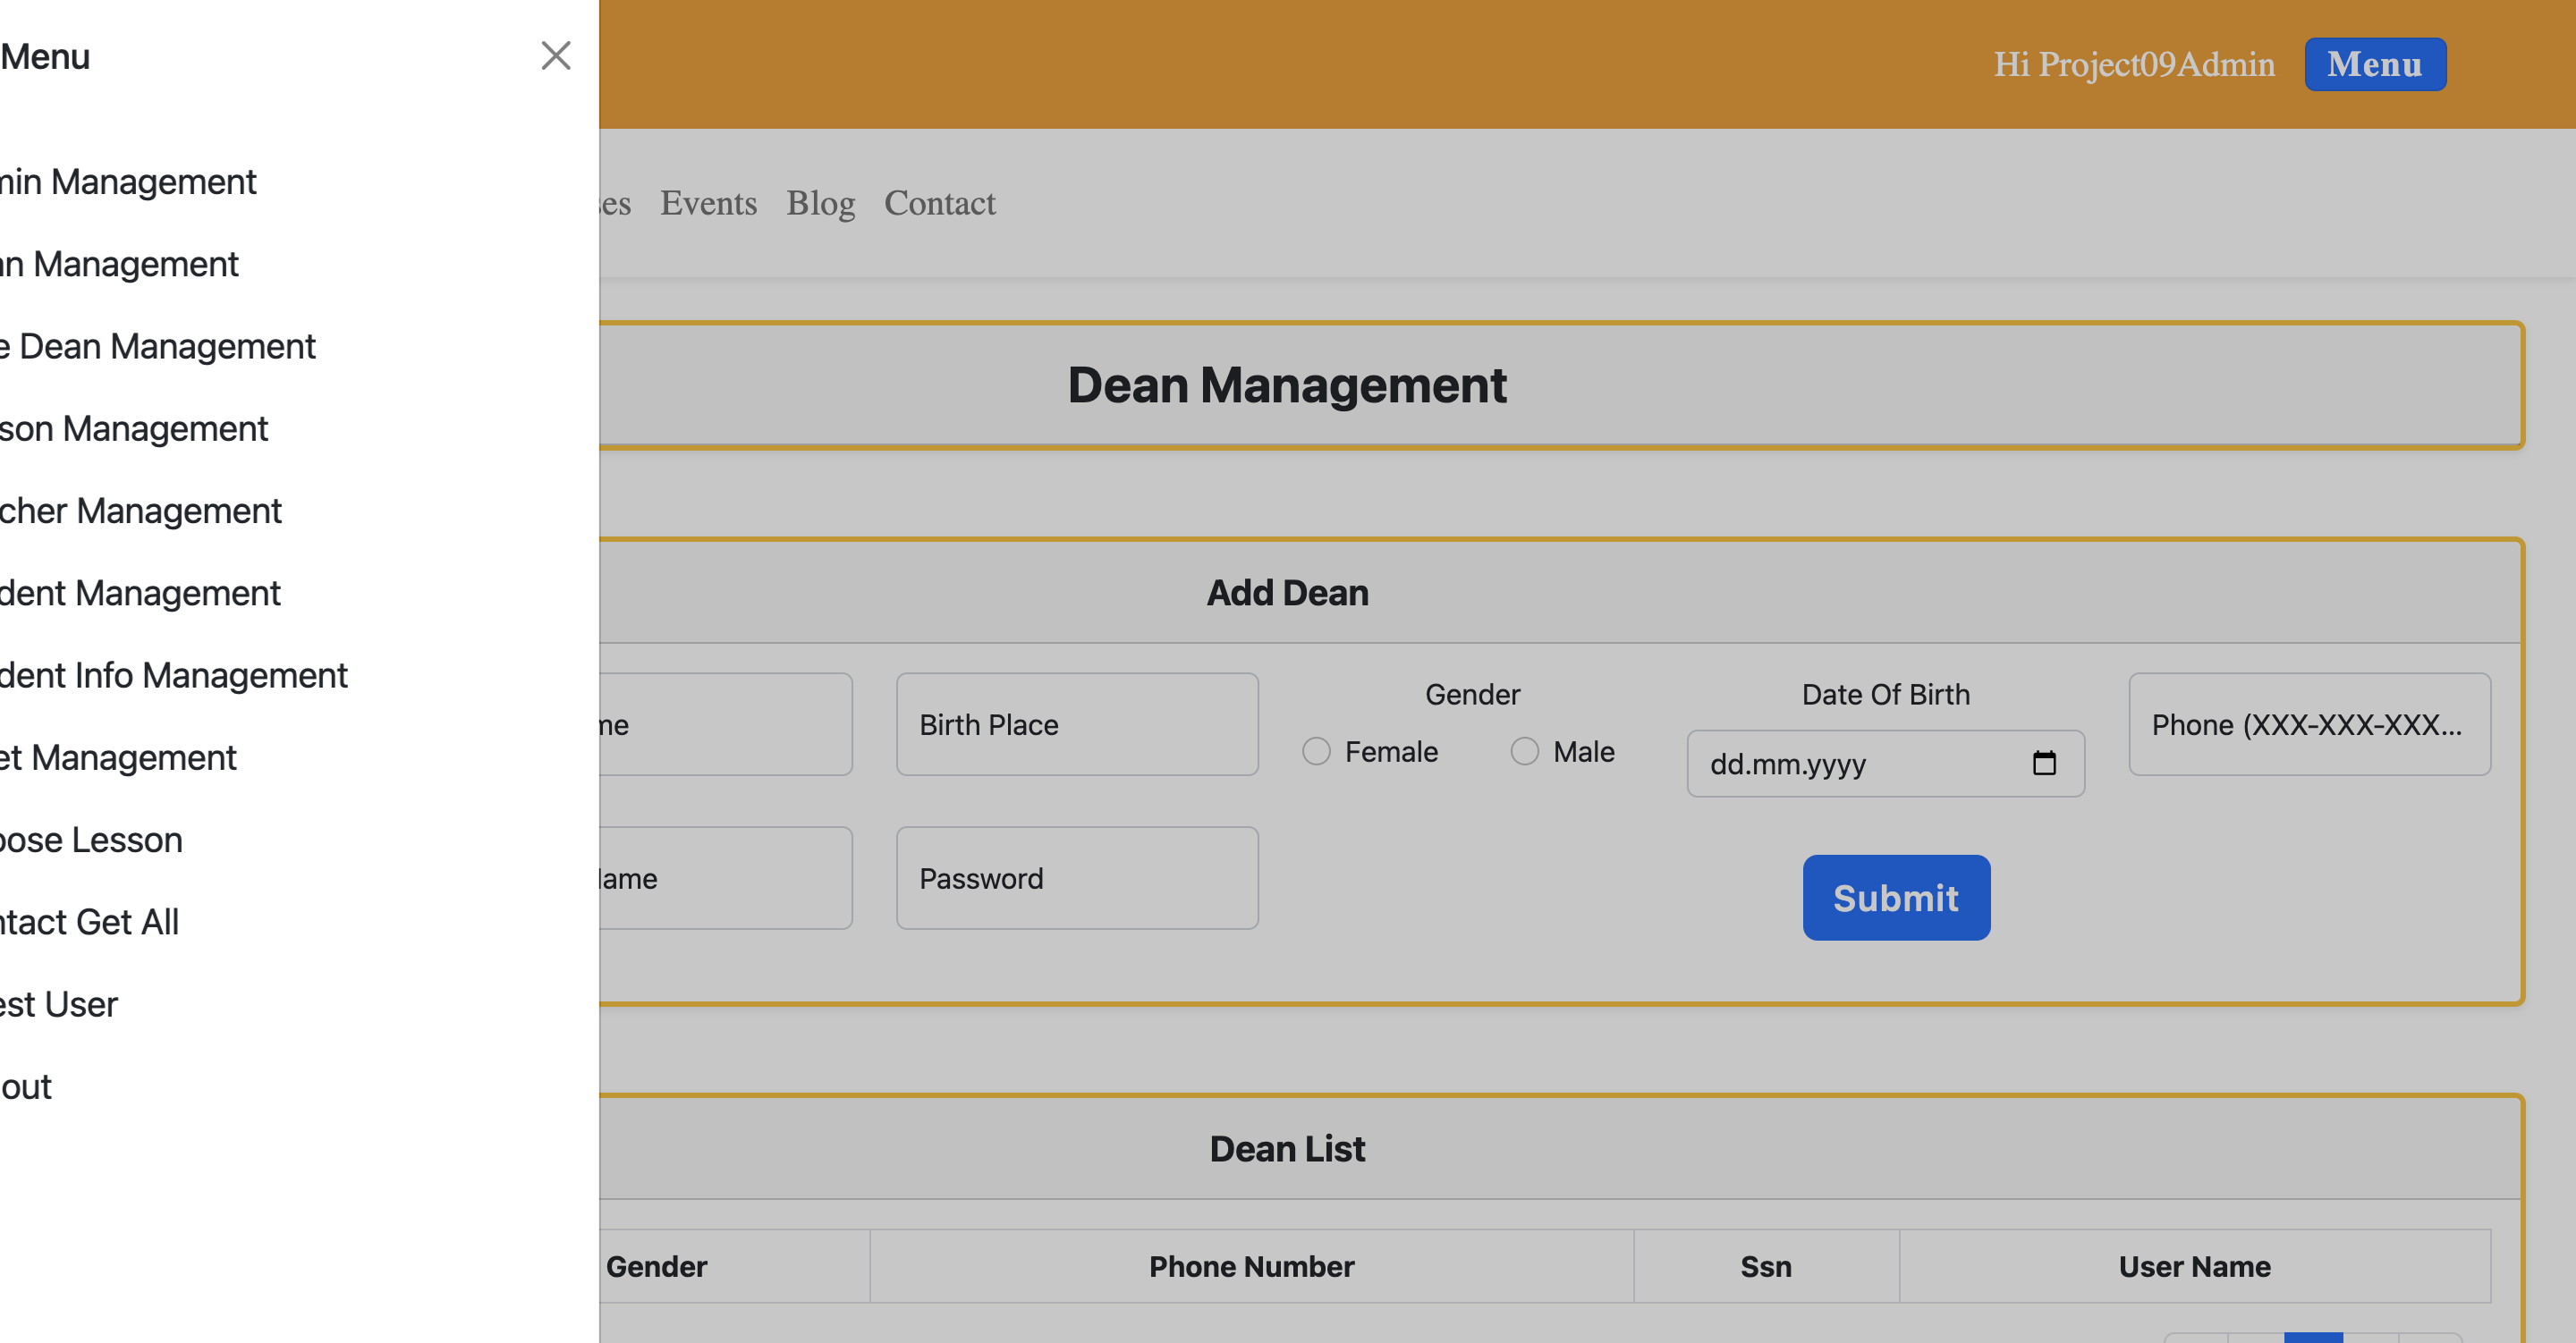 Menu
Hi Project09Admin Menu
min Management
Events Blog Contact
n Management
e Dean Management
Dean Management
son Management
cher Management
Add Dean
dent Management
dent Info Management
me Birth Place Gender Female Male Date Of Birth dd.mm.yyyy Phone (XXX-XXX-XXX...
et Management
ose Lesson
ame Password Submit
ntact Get All
est User
out
Dean List
Gender Phone Number Ssn User Name